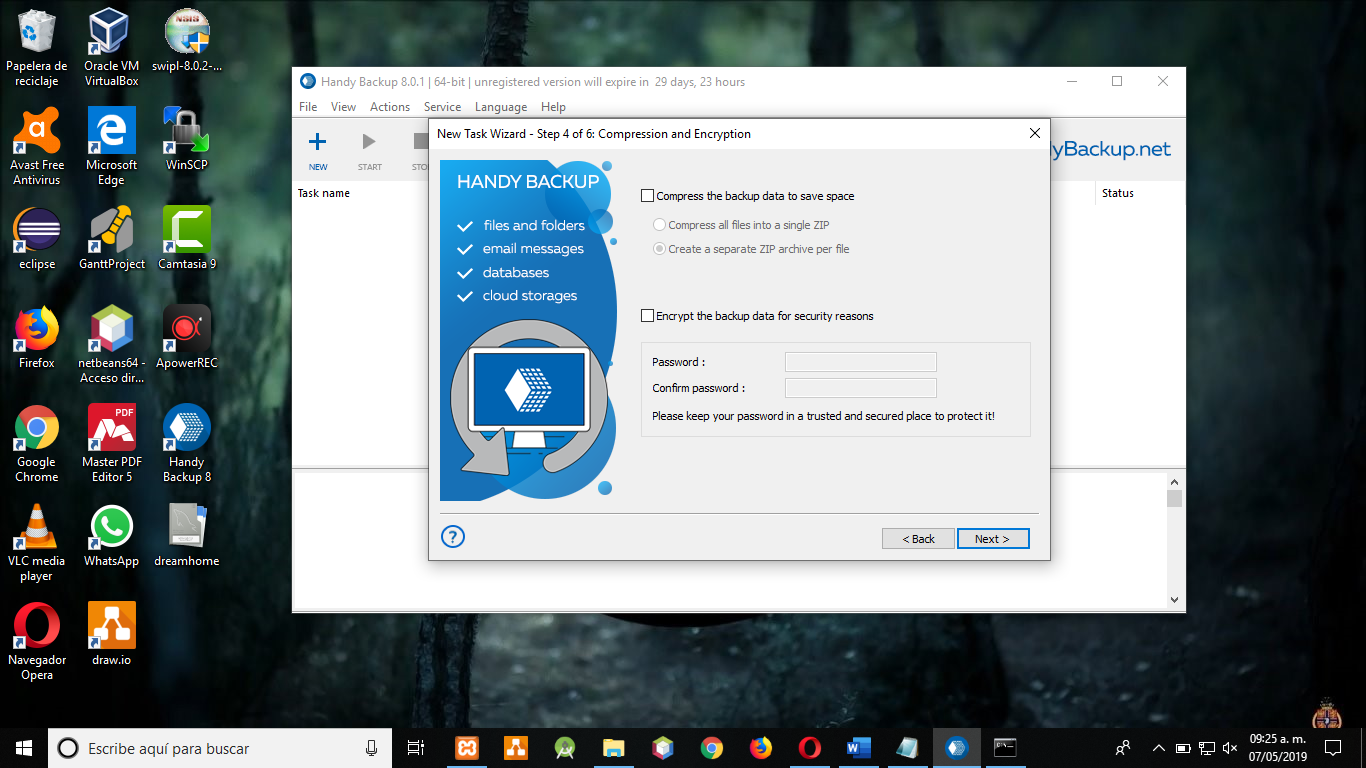 Papelera de
reciclaje
Oracle VM
VirtualBox
NSIS
swipl-8.0.2-...
Avast Free
Antivirus
Microsoft
Edge
WinSCP
eclipse
GanttProject
Camtasia 9
Firefox
netbeans64 -
Acceso dir...
ApowerREC
Google
Chrome
PDF
Master PDF
Editor 5
Handy
Backup 8
VLC media
player
WhatsApp
dreamhome
Navegador
Opera
draw.io
Handy Backup 8.0.1 | 64-bit | unregistered version will expire in 29 days, 23 hours
File View Actions Service Language Help
NEW
START
STO
yBackup.net
Task name
Status
New Task Wizard - Step 4 of 6: Compression and Encryption
HANDY BACKUP
files and folders
email messages
databases
cloud storages
Compress the backup data to save space
Compress all files into a single ZIP
Create a separate ZIP archive per file
Encrypt the backup data for security reasons
Password :
Confirm password :
Please keep your password in a trusted and secured place to protect it!
?
< Back
Next >
Escribe aquí para buscar
09:25 a. m.
07/05/2019